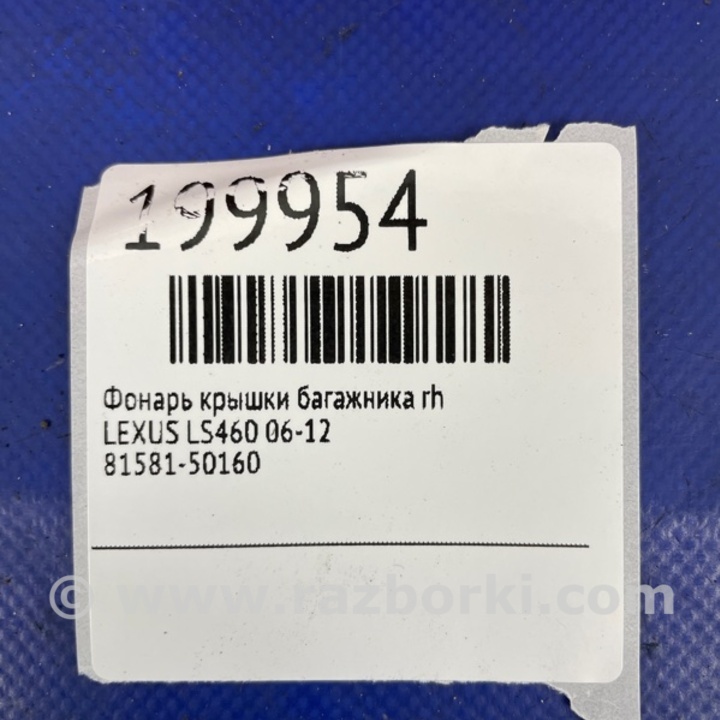 199954
Фонарь крышки багажника rh
LEXUS LS460 06-12
81581-50160
© www.razborki.com